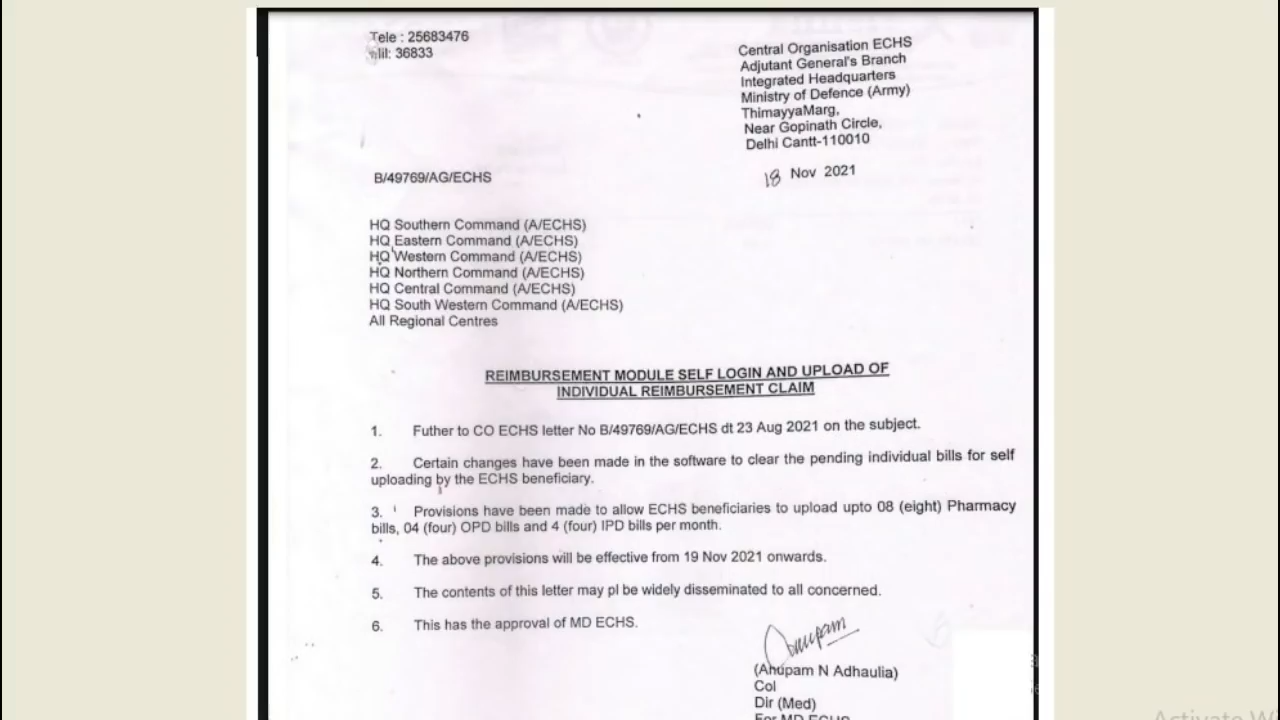 Tele : 25683476
Mil: 36833
Central Organisation ECHS
Adjutant General's Branch
Integrated Headquarters
Ministry of Defence (Army)
ThimayyaMarg,
Near Gopinath Circle,
Delhi Cantt-110010
B/49769/AG/ECHS
18 Nov 2021
HQ Southern Command (A/ECHS)
HQ Eastern Command (A/ECHS)
HQ Western Command (A/ECHS)
HQ Northern Command (A/ECHS)
HQ Central Command (A/ECHS)
HQ South Western Command (A/ECHS)
All Regional Centres
REIMBURSEMENT MODULE SELF LOGIN AND UPLOAD OF
INDIVIDUAL REIMBURSEMENT CLAIM
1. Futher to CO ECHS letter No B/49769/AG/ECHS dt 23 Aug 2021 on the subject.
2. Certain changes have been made in the software to clear the pending individual bills for self
uploading by the ECHS beneficiary.
3. Provisions have been made to allow ECHS beneficiaries to upload upto 08 (eight) Pharmacy
bills, 04 (four) OPD bills and 4 (four) IPD bills per month.
4. The above provisions will be effective from 19 Nov 2021 onwards.
5. The contents of this letter may pl be widely disseminated to all concerned.
6. This has the approval of MD ECHS.
Anupam
(Anupam N Adhaulia)
Col
Dir (Med)
For MD ECHS